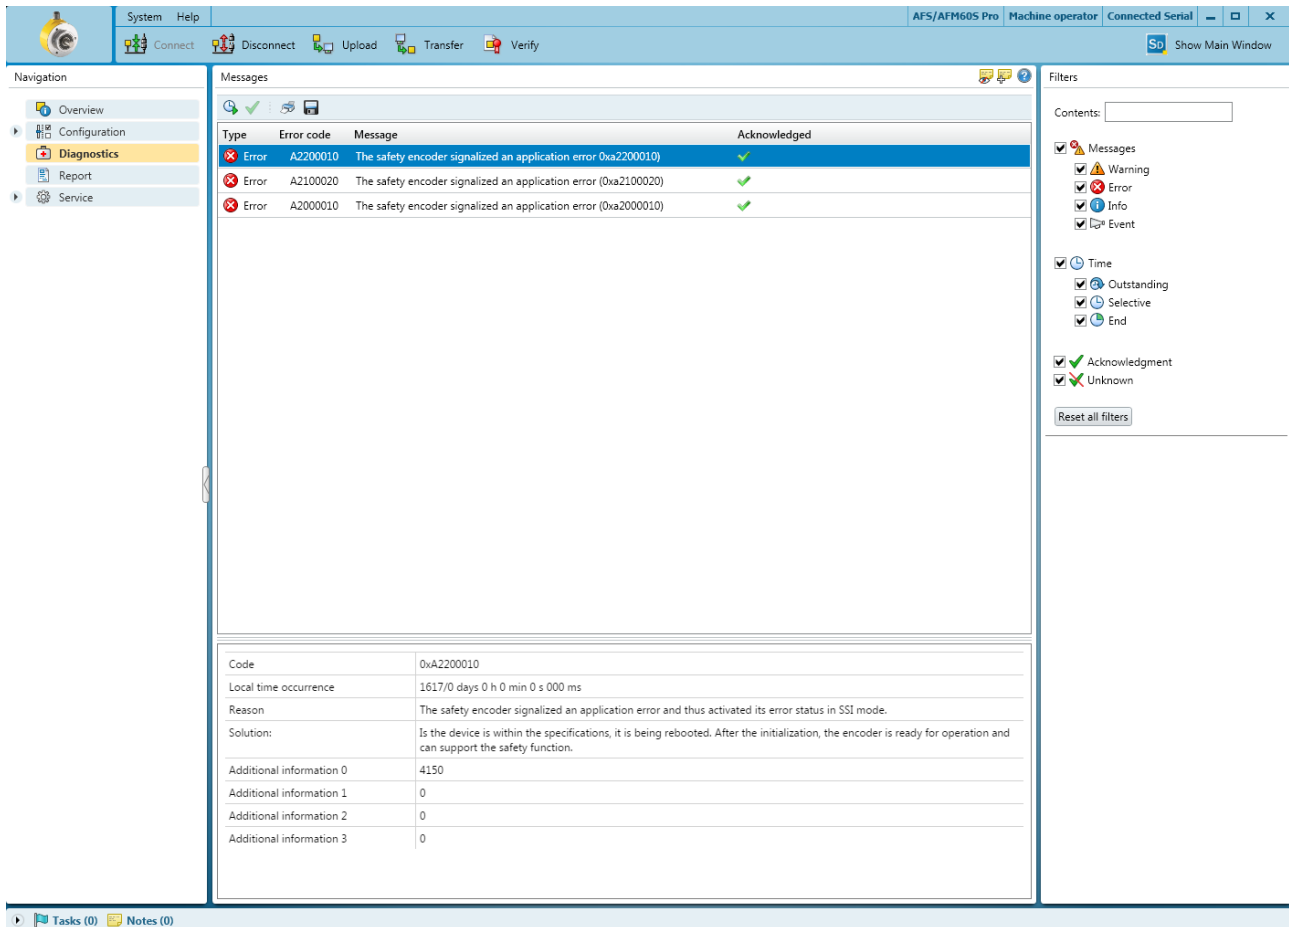 System Help
AFS/AFM60S Pro Machine operator Connected Serial
Connect Disconnect Upload Transfer Verify
SD Show Main Window
Navigation
Overview
Configuration
Diagnostics
Report
Service
Messages
Type Error code Message Acknowledged
Error A2200010 The safety encoder signalized an application error 0xa2200010)
Error A2100020 The safety encoder signalized an application error (0xa2100020)
Error A2000010 The safety encoder signalized an application error (0xa2000010)
Code 0xA2200010
Local time occurrence 1617/0 days 0 h 0 min 0 s 000 ms
Reason The safety encoder signalized an application error and thus activated its error status in SSI mode.
Solution: Is the device is within the specifications, it is being rebooted. After the initialization, the encoder is ready for operation and
can support the safety function.
Additional information 0 4150
Additional information 1 0
Additional information 2 0
Additional information 3 0
Filters
Contents:
Messages
Warning
Error
Info
Event
Time
Outstanding
Selective
End
Acknowledgment
Unknown
Reset all filters
Tasks (0) Notes (0)